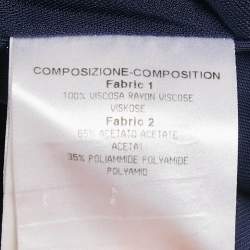 COMPOSIZIONE-COMPOSITION
Fabric 1
100% VISCOSA RAYON VISCOSE
VISKOSE
Fabric 2
65% ACETATO ACETATE
ACETAT
35% POLIAMMIDE POLYAMIDE
POLYAMID